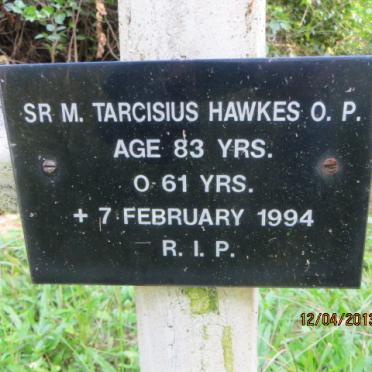 SR M. TARCISIUS HAWKES O. P.
AGE 83 YRS.
O 61 YRS.
+ 7 FEBRUARY 1994
R. I. P.
12/04/2013